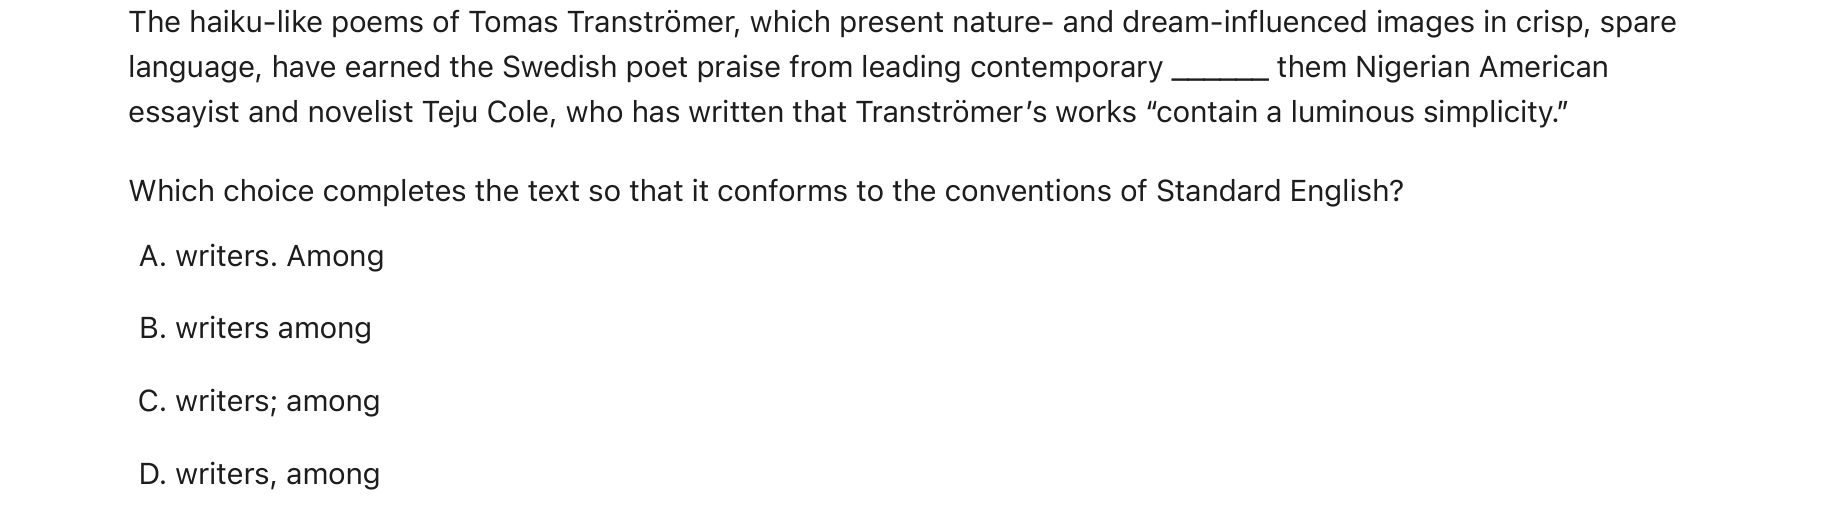 The haiku-like poems of Tomas Tranströmer, which present nature- and dream-influenced images in crisp, spare
language, have earned the Swedish poet praise from leading contemporary ______ them Nigerian American
essayist and novelist Teju Cole, who has written that Tranströmer’s works “contain a luminous simplicity.”
Which choice completes the text so that it conforms to the conventions of Standard English?
A. writers. Among
B. writers among
C. writers; among
D. writers, among